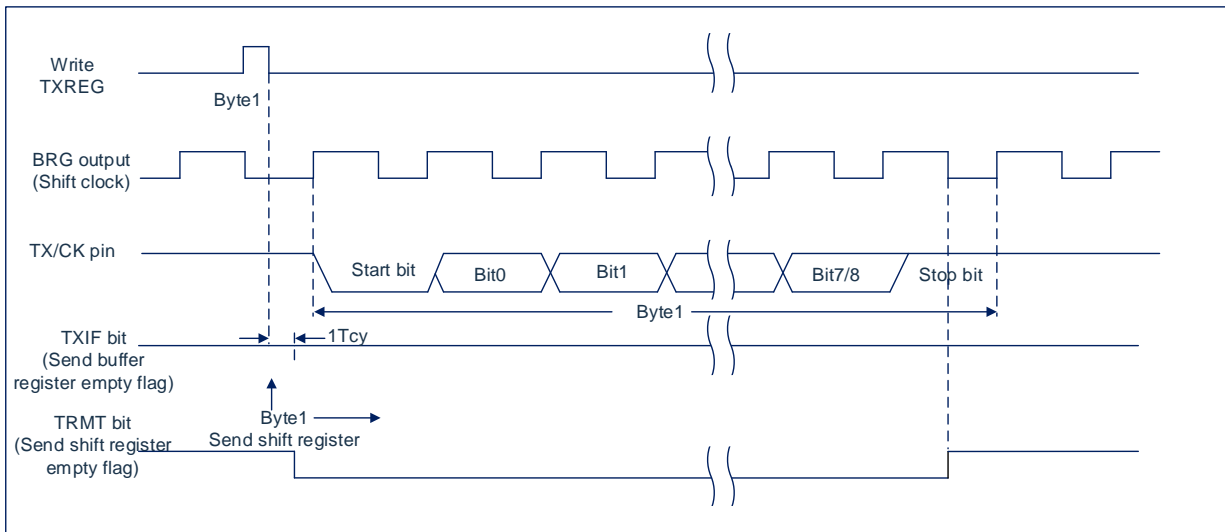 Write
TXREG
Byte1
BRG output
(Shift clock)
TX/CK pin
Start bit
Bit0
Bit1
Bit7/8
Stop bit
Byte1
TXIF bit
(Send buffer
register empty flag)
1Tcy
Byte1
Send shift register
TRMT bit
(Send shift register
empty flag)